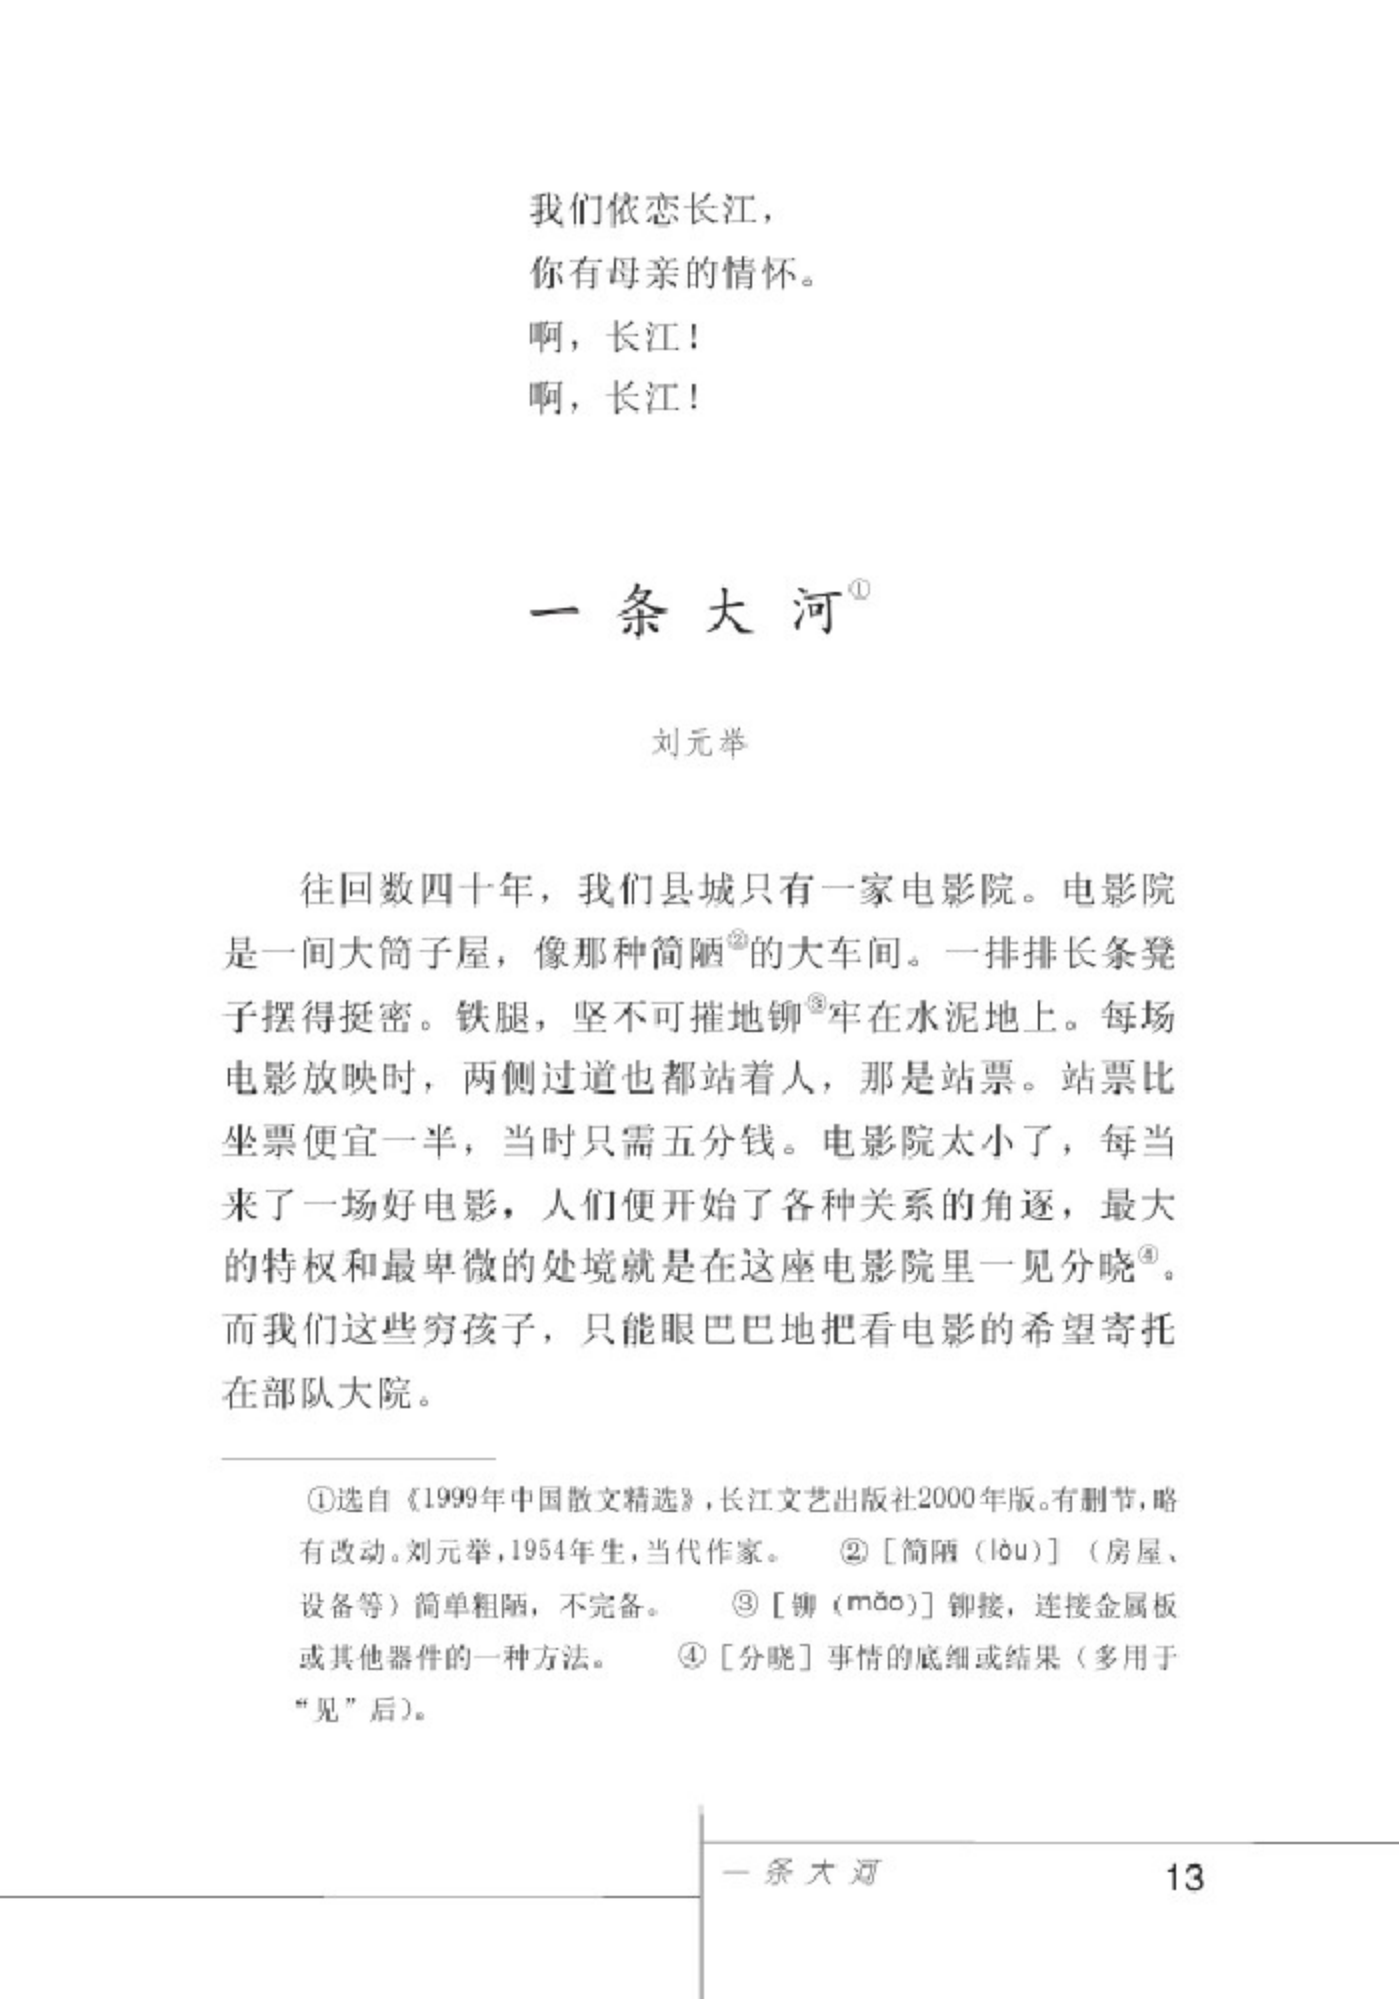 我们依恋长江，
你有母亲的情怀。
啊，长江！
啊，长江！
一条大河①
刘元举
往回数四十年，我们县城只有一家电影院。电影院
是一间大筒子屋，像那种简陋②的大车间。一排排长条凳
子摆得挺密。铁腿，坚不可摧地铆③牢在水泥地上。每场
电影放映时，两侧过道也都站着人，那是站票。站票比
坐票便宜一半，当时只需五分钱。电影院太小了，每当
来了一场好电影，人们便开始了各种关系的角逐，最大
的特权和最卑微的处境就是在这座电影院里一见分晓④。
而我们这些穷孩子，只能眼巴巴地把看电影的希望寄托
在部队大院。
①选自《1999年中国散文精选》，长江文艺出版社2000年版。有删节，略
有改动。刘元举，1954年生，当代作家。 ②［简陋（lòu）］（房屋、
设备等）简单粗陋，不完备。 ③［铆（mǎo）］铆接，连接金属板
或其他器件的一种方法。 ④［分晓］事情的底细或结果（多用于
“见”后）。
一条大河 13